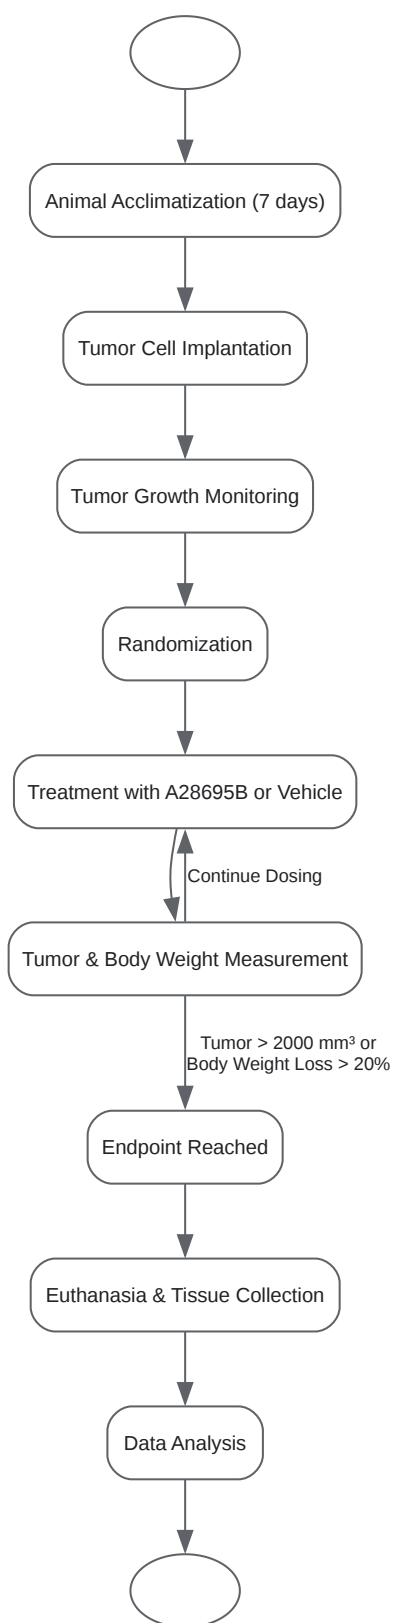 Animal Acclimatization (7 days)
Tumor Cell Implantation
Tumor Growth Monitoring
Randomization
Treatment with A28695B or Vehicle
Continue Dosing
Tumor & Body Weight Measurement
Tumor > 2000 mm³ or
Body Weight Loss > 20%
Endpoint Reached
Euthanasia & Tissue Collection
Data Analysis